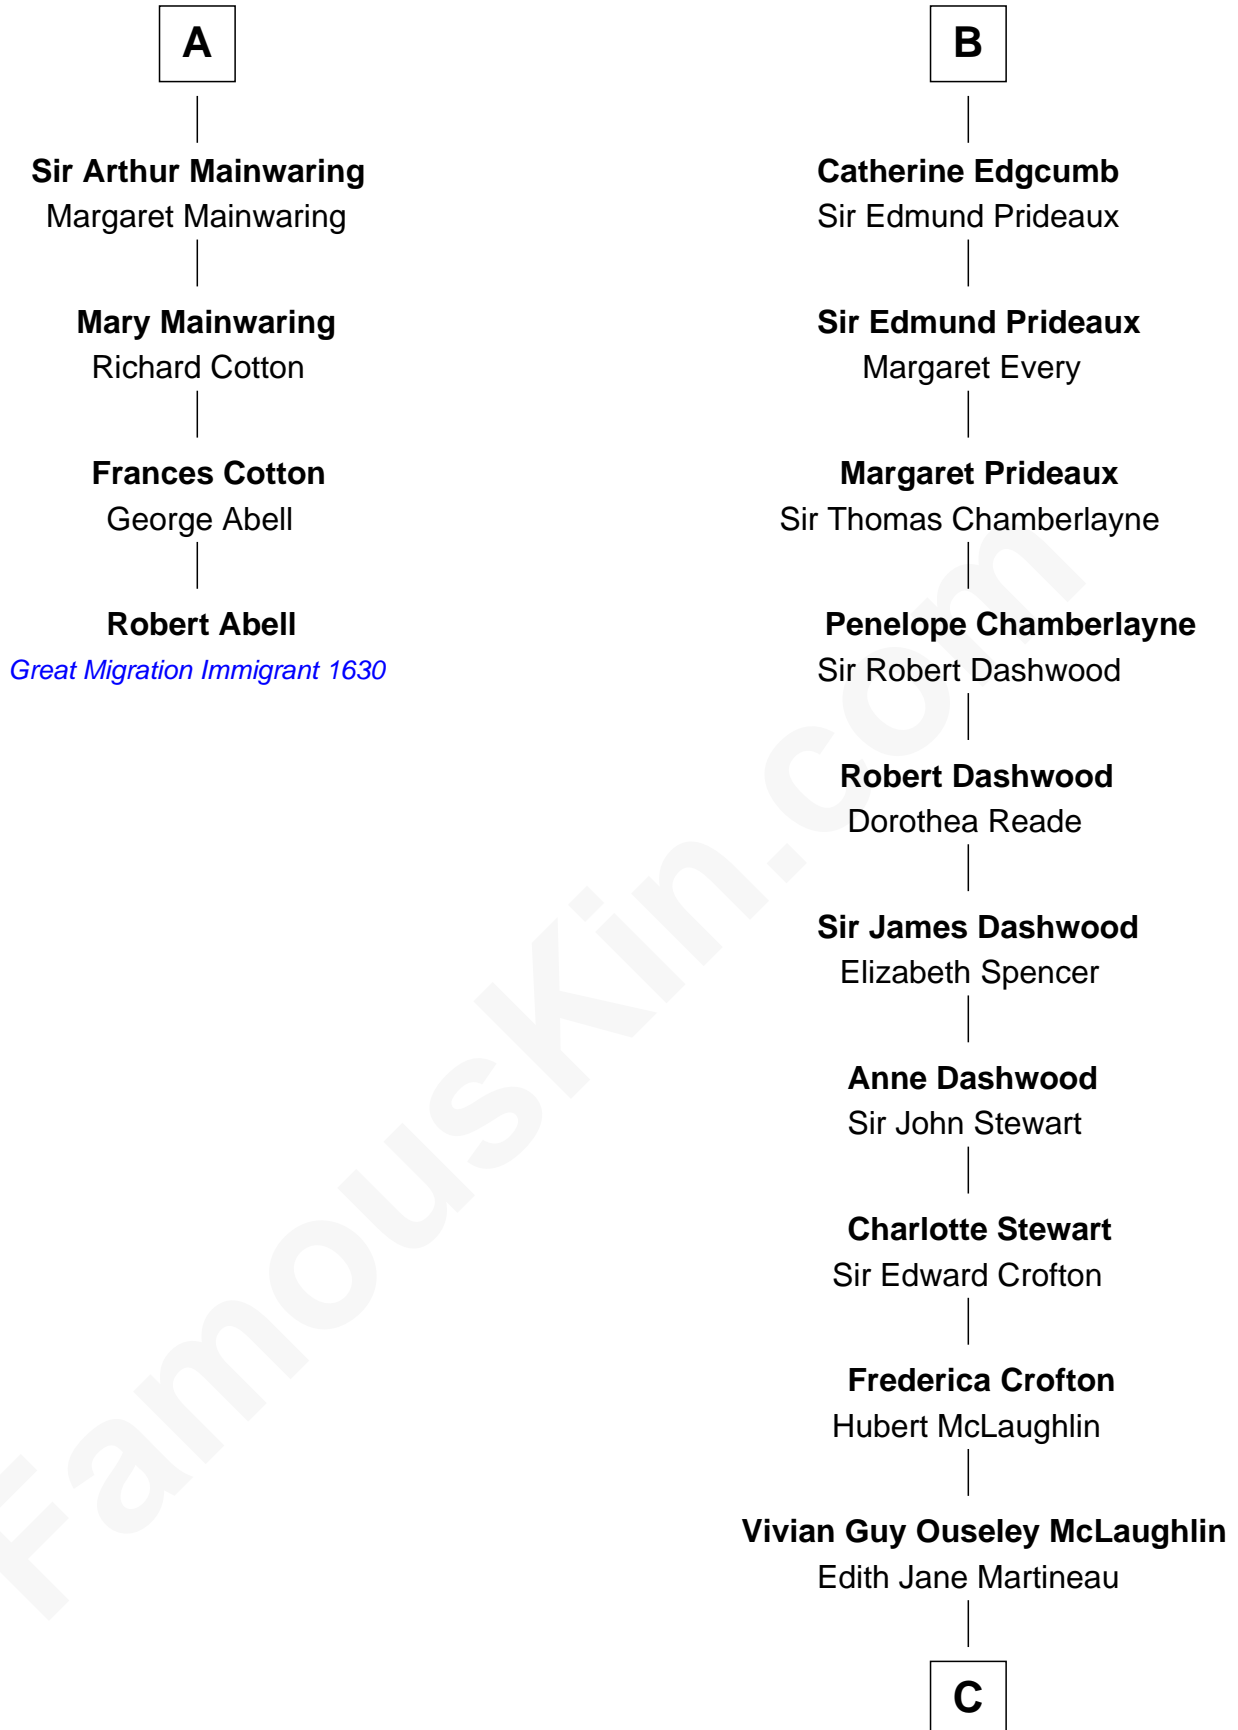 A
Sir Arthur Mainwaring
Margaret Mainwaring
Mary Mainwaring
Richard Cotton
Frances Cotton
George Abell
Robert Abell
Great Migration Immigrant 1630
B
Catherine Edgcumb
Sir Edmund Prideaux
Sir Edmund Prideaux
Margaret Every
Margaret Prideaux
Sir Thomas Chamberlayne
Penelope Chamberlayne
Sir Robert Dashwood
Robert Dashwood
Dorothea Reade
Sir James Dashwood
Elizabeth Spencer
Anne Dashwood
Sir John Stewart
Charlotte Stewart
Sir Edward Crofton
Frederica Crofton
Hubert McLaughlin
Vivian Guy Ouseley McLaughlin
Edith Jane Martineau
C
FamousKin.com